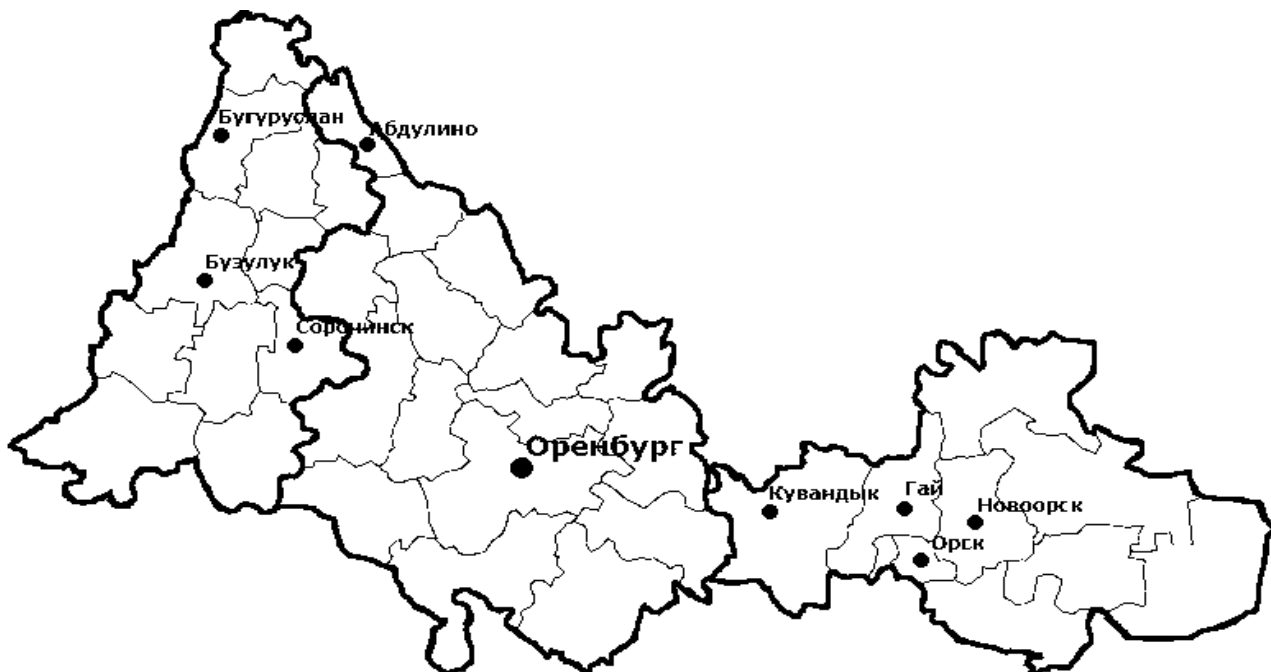 Бугуруслан
Абдулино
Бузулук
Сорочинск
Оренбург
Кувандык
Гай
Новоорск
Орск